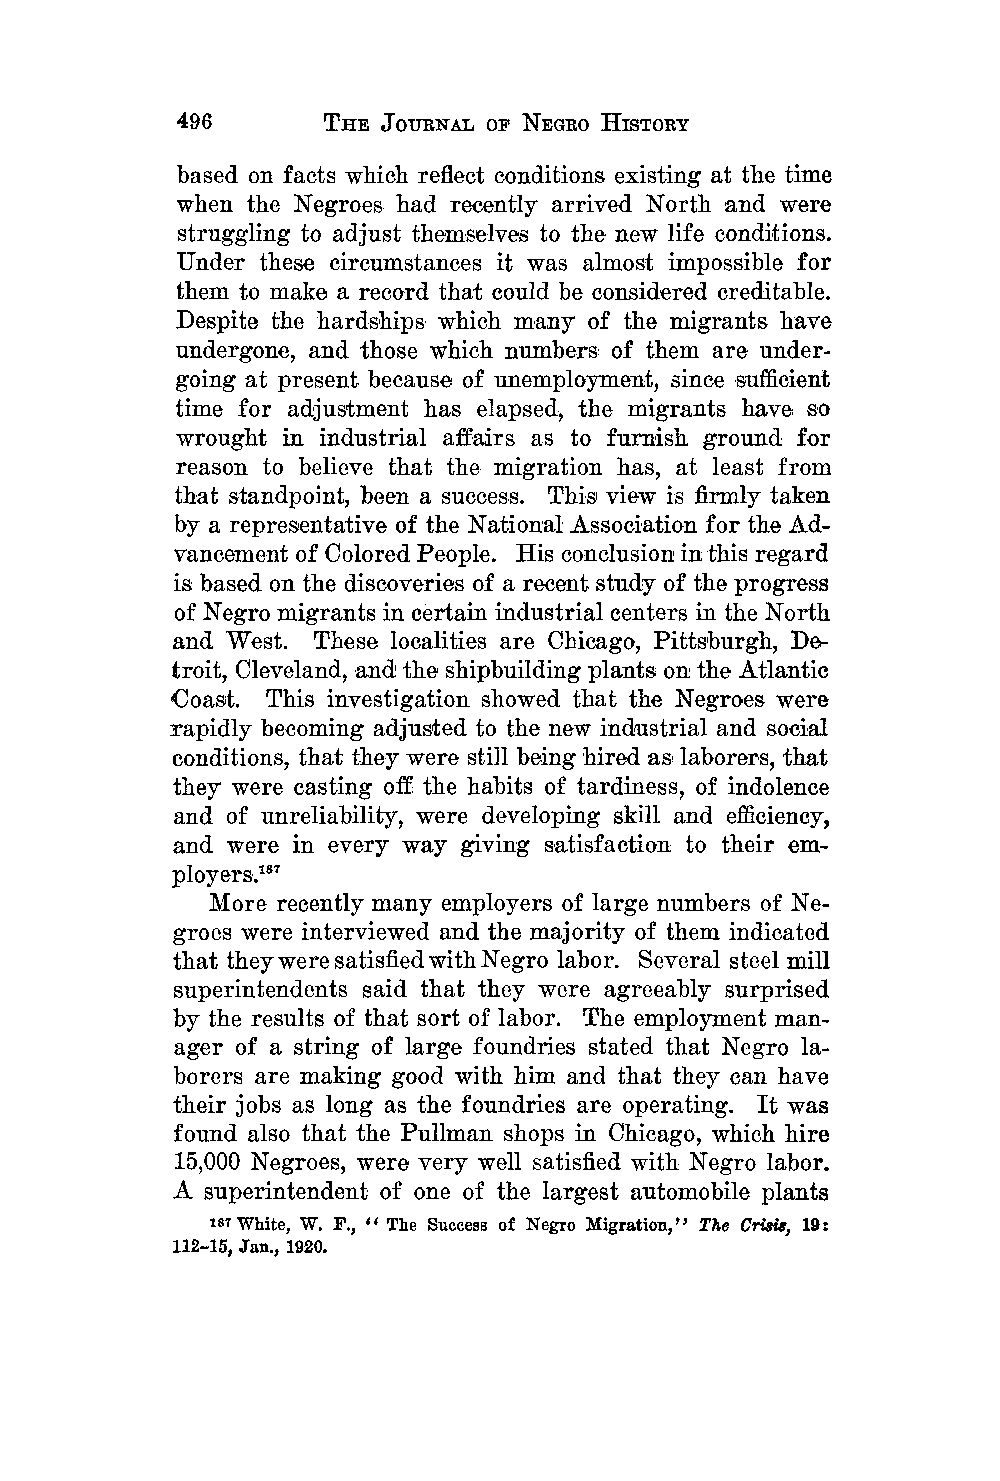 496 THE JOURNAL OF NEGRO HISTORY
based on facts which reflect conditions existing at the time
when the Negroes had recently arrived North and were
struggling to adjust themselves to the new life conditions.
Under these circumstances it was almost impossible for
them to make a record that could be considered creditable.
Despite the hardships which many of the migrants have
undergone, and those which numbers of them are under-
going at present because of unemployment, since sufficient
time for adjustment has elapsed, the migrants have so
wrought in industrial affairs as to furnish ground for
reason to believe that the migration has, at least from
that standpoint, been a success. This view is firmly taken
by a representative of the National Association for the Ad-
vancement of Colored People. His conclusion in this regard
is based on the discoveries of a recent study of the progress
of Negro migrants in certain industrial centers in the North
and West. These localities are Chicago, Pittsburgh, De-
troit, Cleveland, and the shipbuilding plants on the Atlantic
Coast. This investigation showed that the Negroes were
rapidly becoming adjusted to the new industrial and social
conditions, that they were still being hired as laborers, that
they were casting off the habits of tardiness, of indolence
and of unreliability, were developing skill and efficiency,
and were in every way giving satisfaction to their em-
ployers.¹⁸⁷
More recently many employers of large numbers of Ne-
groes were interviewed and the majority of them indicated
that they were satisfied with Negro labor. Several steel mill
superintendents said that they were agreeably surprised
by the results of that sort of labor. The employment man-
ager of a string of large foundries stated that Negro la-
borers are making good with him and that they can have
their jobs as long as the foundries are operating. It was
found also that the Pullman shops in Chicago, which hire
15,000 Negroes, were very well satisfied with Negro labor.
A superintendent of one of the largest automobile plants
¹⁸⁷ White, W. F., "The Success of Negro Migration," The Crisis, 19:
112-15, Jan., 1920.